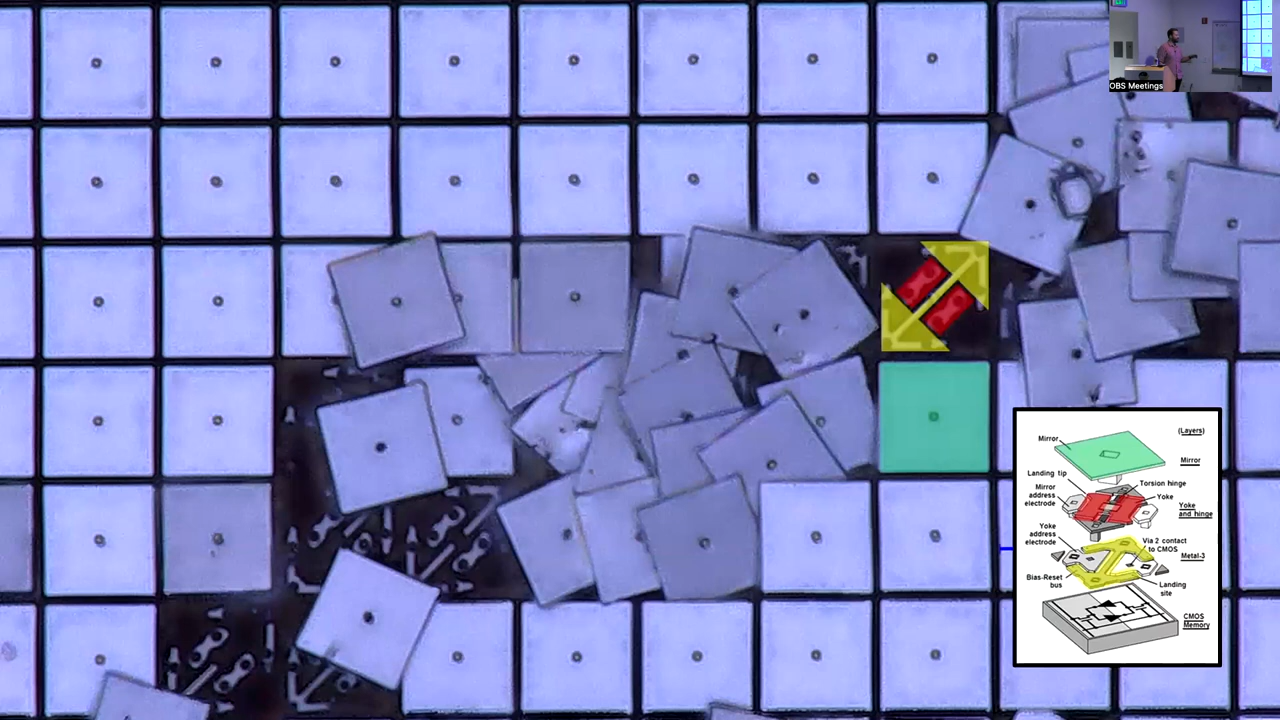 OBS Meetings
(Layers)
Mirror
Mirror
Landing tip
Torsion hinge
Mirror
address
electrode
Yoke
Yoke
and hinge
Yoke
address
electrode
Via 2 contact
to CMOS
Metal-3
Bias-Reset
bus
Landing
site
CMOS
Memory